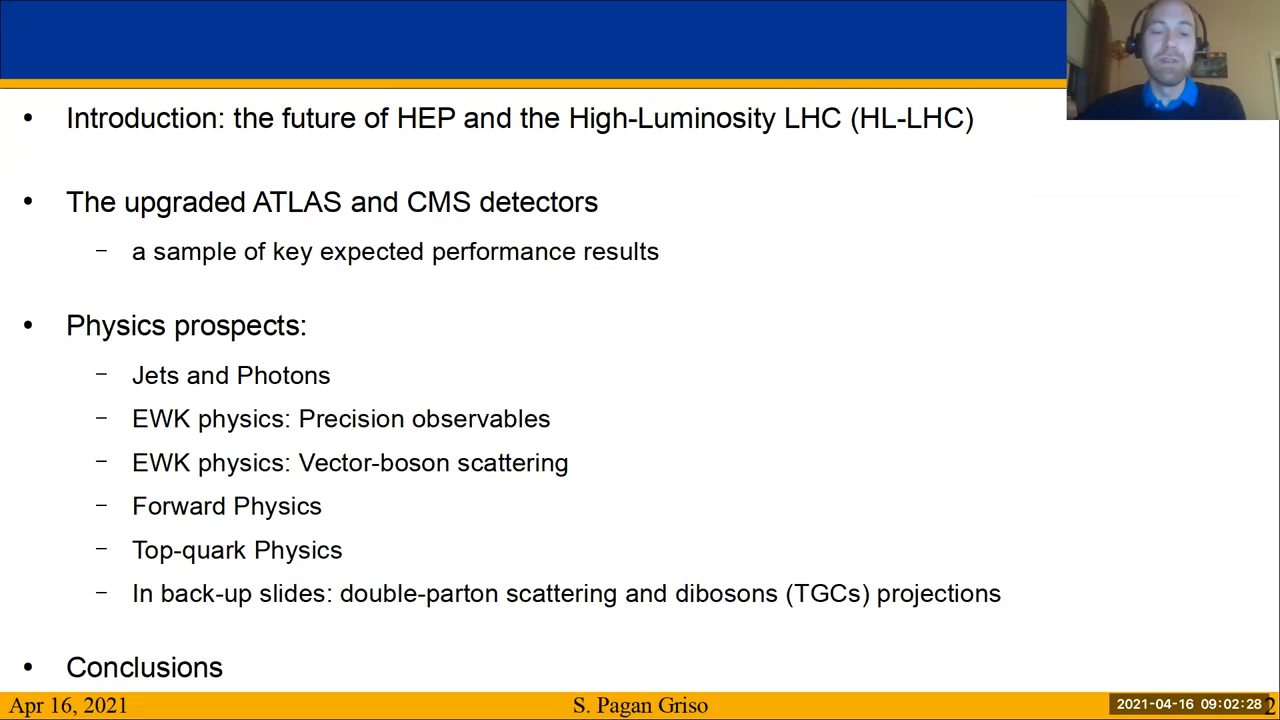 • Introduction: the future of HEP and the High-Luminosity LHC (HL-LHC)
• The upgraded ATLAS and CMS detectors
– a sample of key expected performance results
• Physics prospects:
– Jets and Photons
– EWK physics: Precision observables
– EWK physics: Vector-boson scattering
– Forward Physics
– Top-quark Physics
– In back-up slides: double-parton scattering and dibosons (TGCs) projections
• Conclusions
Apr 16, 2021 S. Pagan Griso 2021-04-16 09:02:28 2